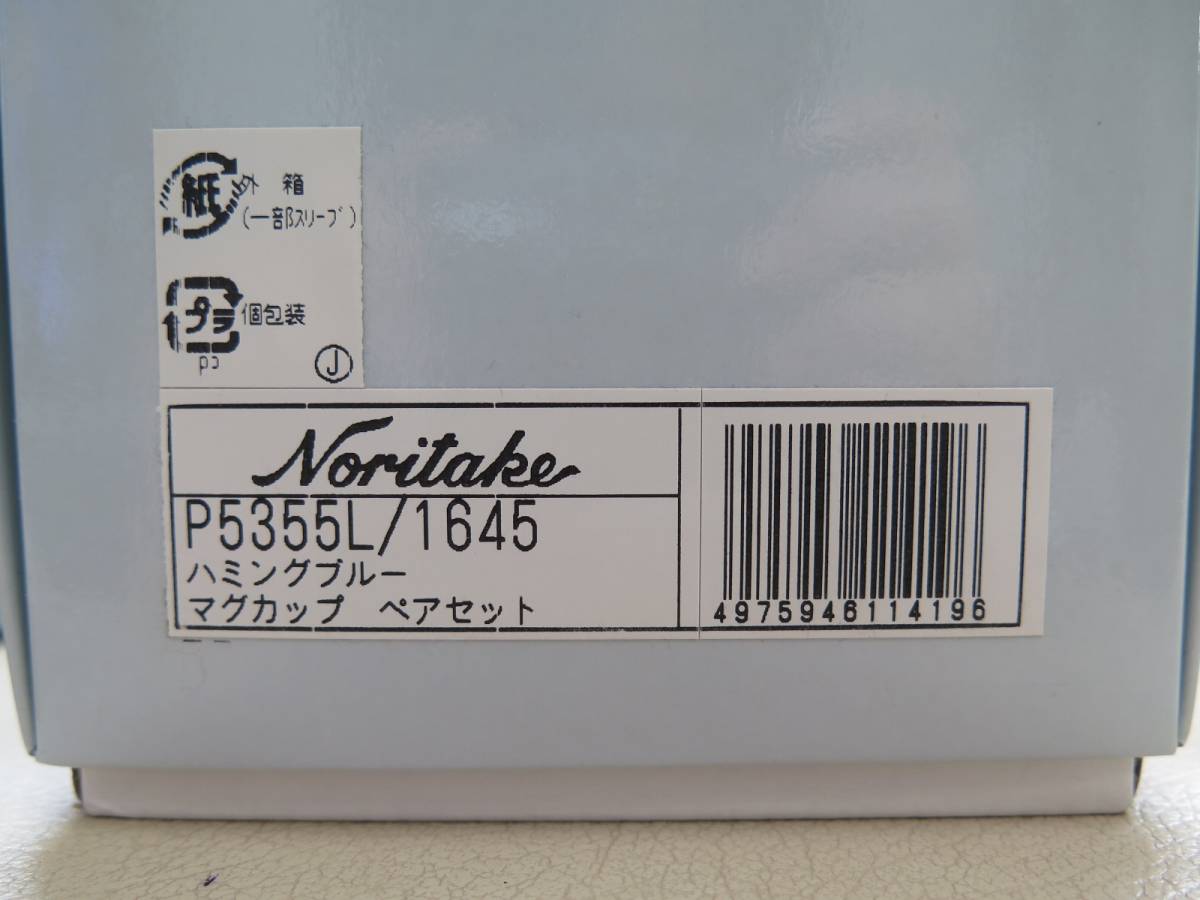 紙 外 箱
(一部ｽﾘｰﾌﾞ)
プラ 個包装
J
Noritake
P5355L/1645
ハミングブルー
マグカップ ペアセット
4975946114196